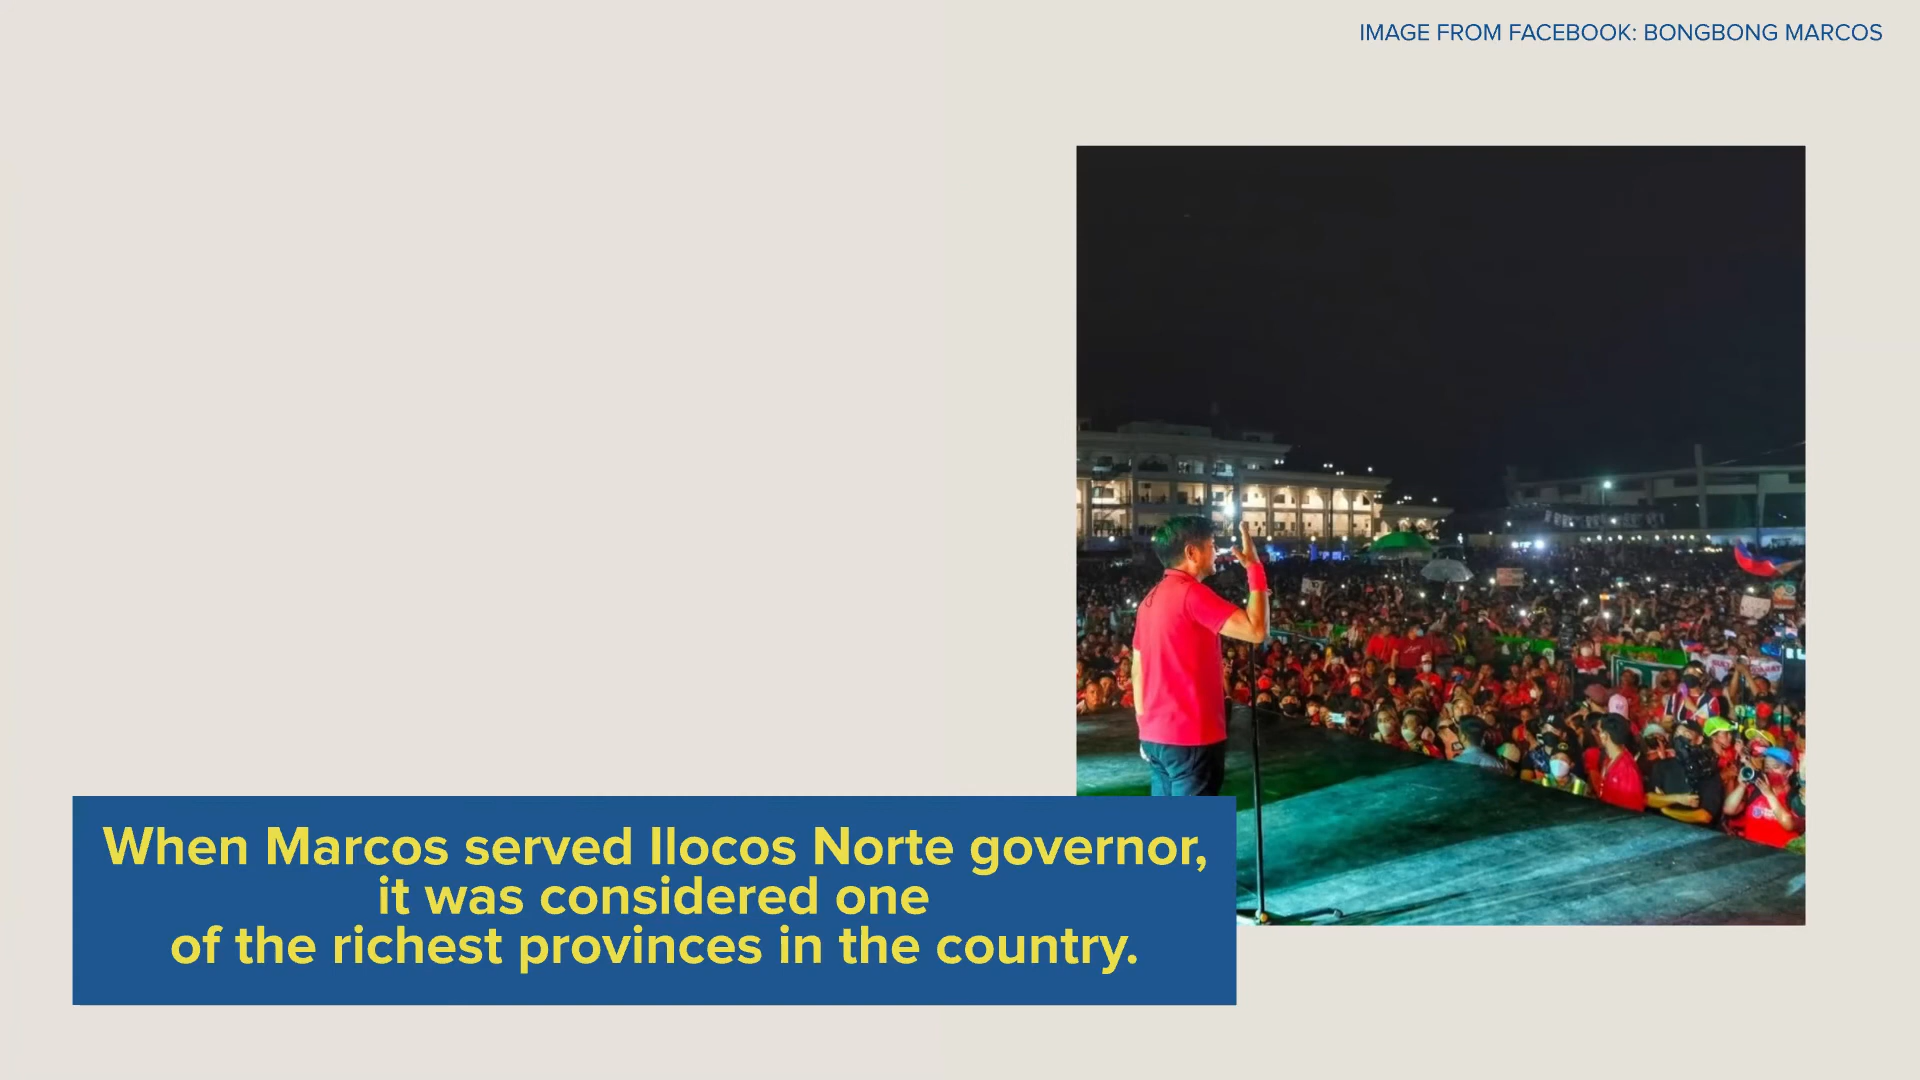 IMAGE FROM FACEBOOK: BONGBONG MARCOS
When Marcos served Ilocos Norte governor,
it was considered one
of the richest provinces in the country.